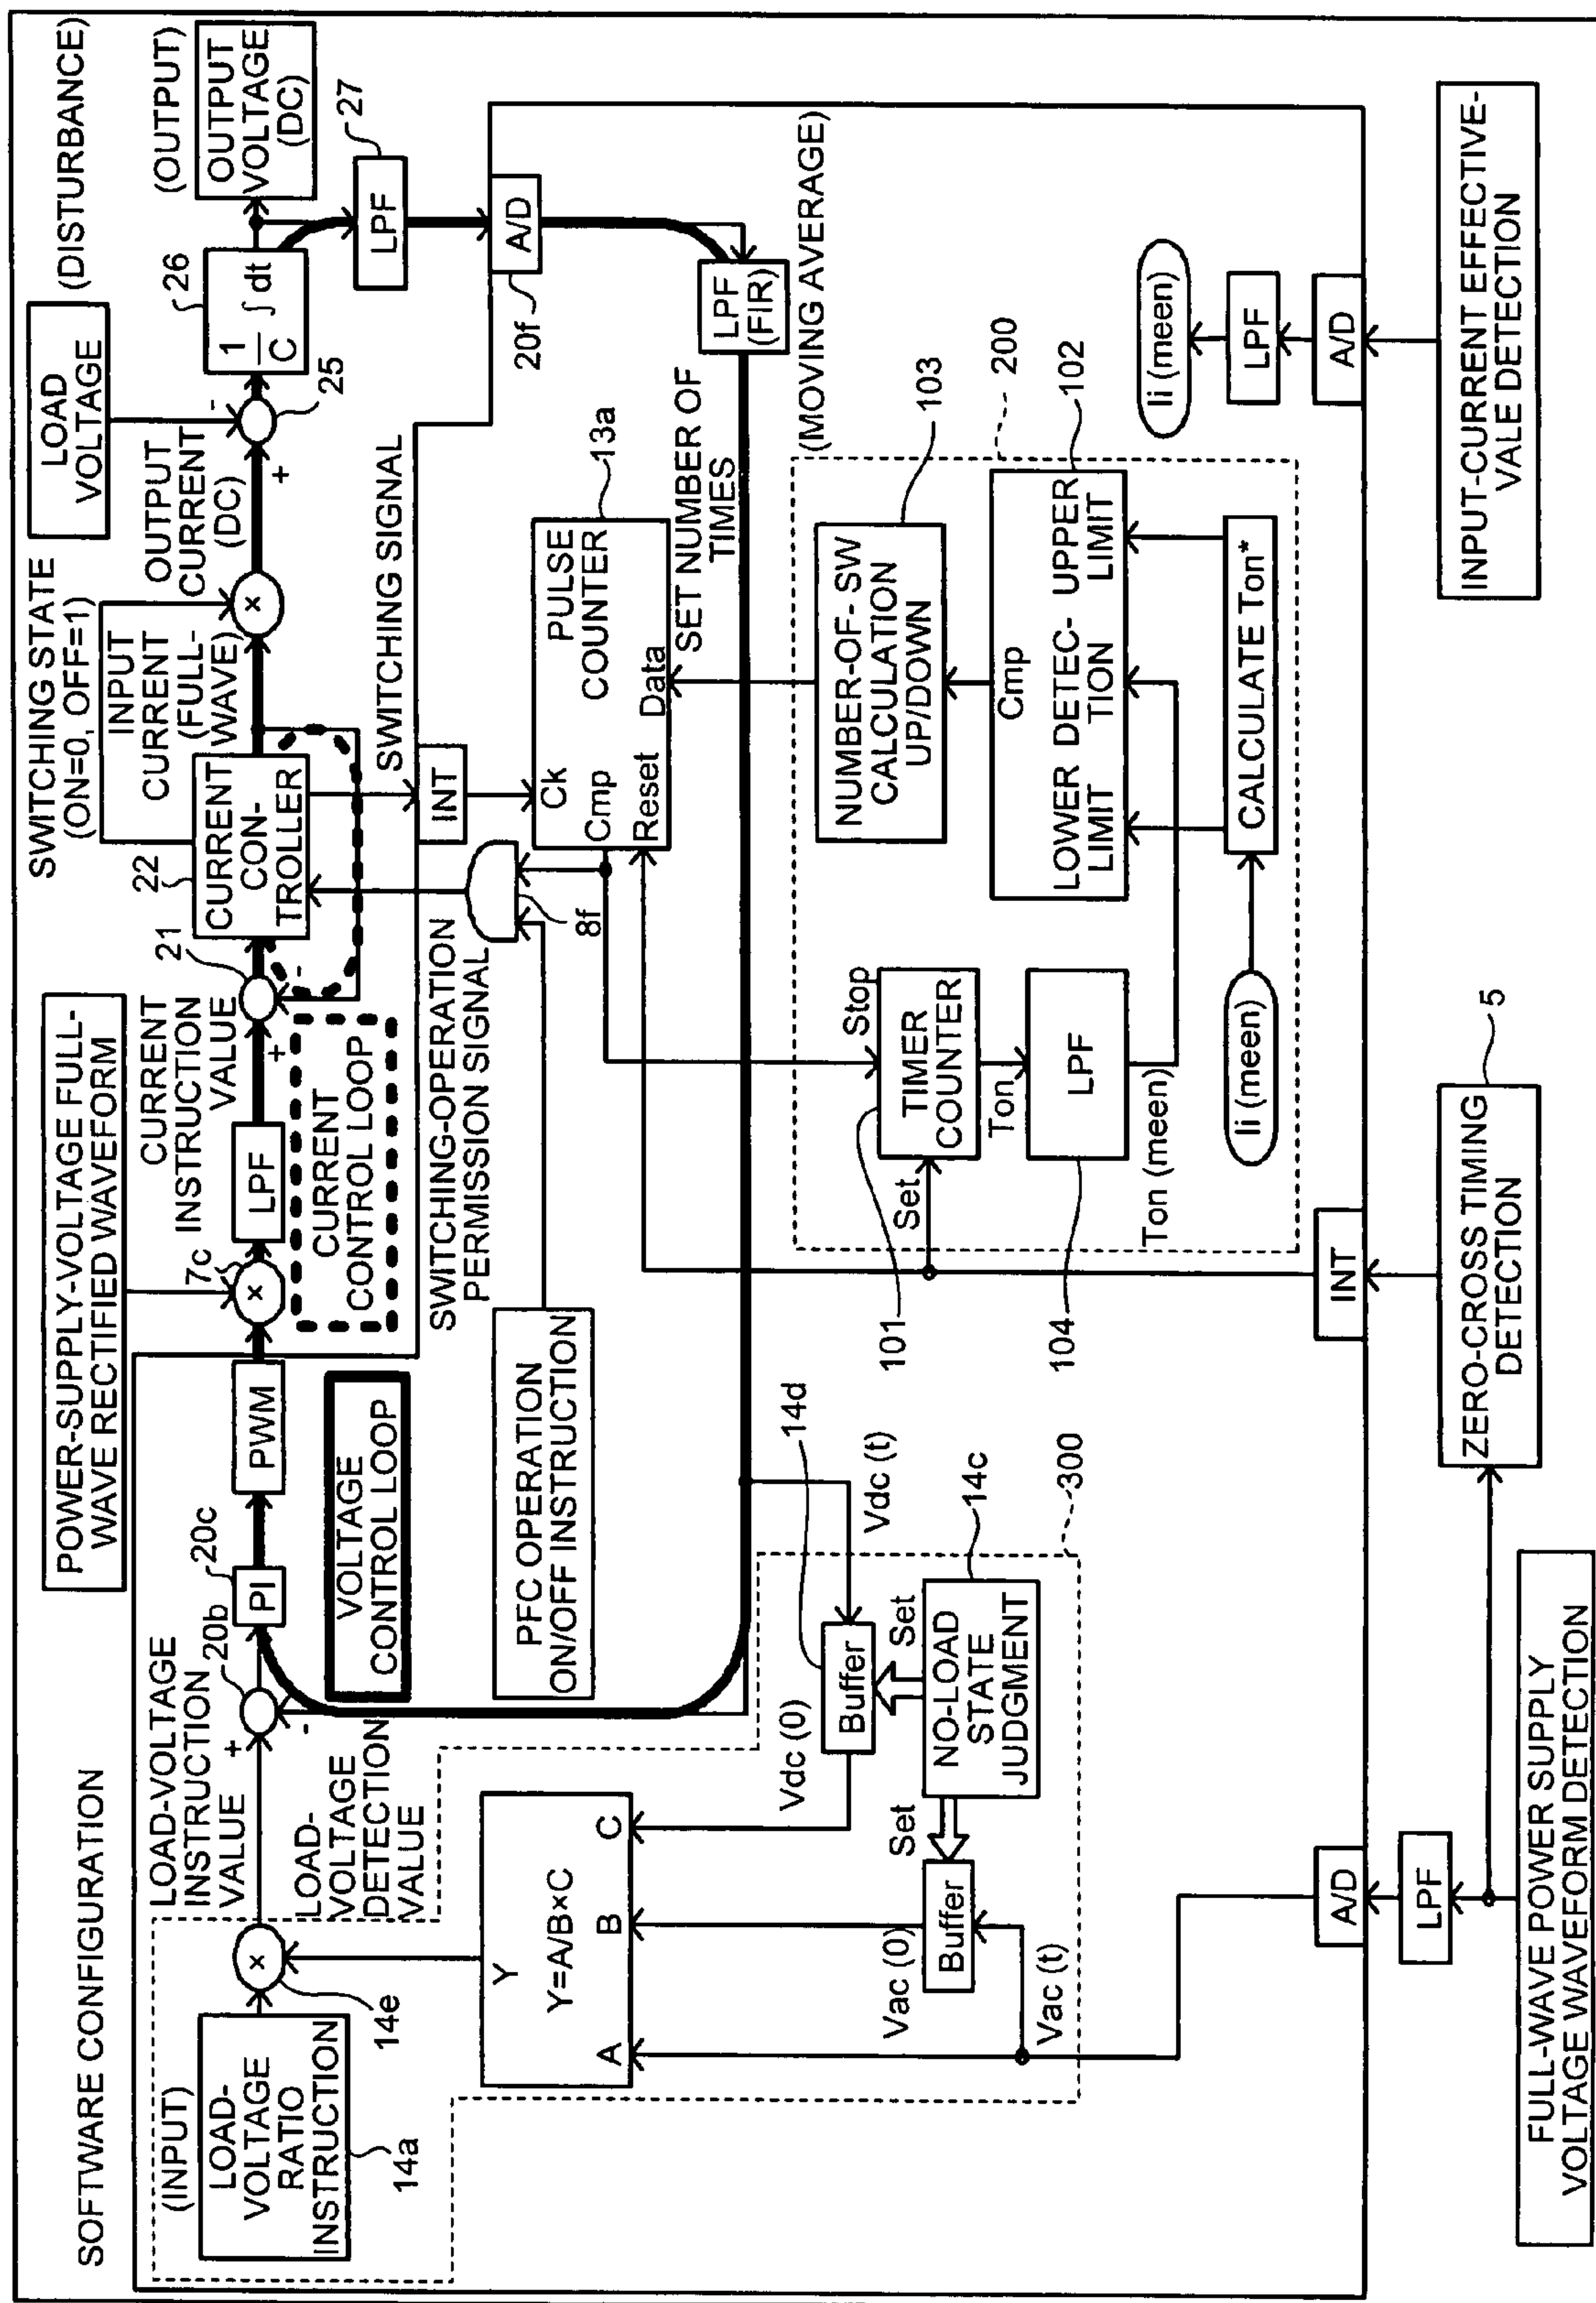 SOFTWARE CONFIGURATION
(INPUT)
LOAD-
VOLTAGE
RATIO
INSTRUCTION
14a
×
14e
LOAD-VOLTAGE
INSTRUCTION
VALUE
+
-
20b
LOAD-
VOLTAGE
DETECTION
VALUE
PI
20c
PWM
VOLTAGE
CONTROL LOOP
POWER-SUPPLY-VOLTAGE FULL-
WAVE RECTIFIED WAVEFORM
×
7c
LPF
CURRENT
INSTRUCTION
VALUE
+
-
21
CURRENT
CONTROL LOOP
22
CURRENT
CON-
TROLLER
SWITCHING STATE
(ON=0, OFF=1)
INPUT
CURRENT
(FULL-
WAVE)
×
OUTPUT
CURRENT
(DC)
+
-
25
LOAD
VOLTAGE
(DISTURBANCE)
26
1
C
∫ dt
(OUTPUT)
OUTPUT
VOLTAGE
(DC)
LPF
27
A/D
20f
LPF
(FIR)
(MOVING AVERAGE)
SWITCHING SIGNAL
INT
SWITCHING-OPERATION
PERMISSION SIGNAL
8f
PFC OPERATION
ON/OFF INSTRUCTION
Ck
Cmp
Reset
PULSE
COUNTER
Data
13a
SET NUMBER OF
TIMES
Y
Y=A/B×C
A
B
C
Vdc (0)
Buffer
14d
Vdc (t)
Set
Set
NO-LOAD
STATE
JUDGMENT
14c
300
Vac (0)
Buffer
Vac (t)
Stop
TIMER
COUNTER
Set
101
Ton
LPF
104
Ton (meen)
NUMBER-OF- SW
CALCULATION
UP/DOWN
103
Cmp
LOWER DETEC- UPPER
LIMIT TION LIMIT
102
200
Ii (meen)
CALCULATE Ton*
Ii (meen)
LPF
A/D
INPUT-CURRENT EFFECTIVE-
VALE DETECTION
INT
ZERO-CROSS TIMING
DETECTION
5
A/D
LPF
FULL-WAVE POWER SUPPLY
VOLTAGE WAVEFORM DETECTION